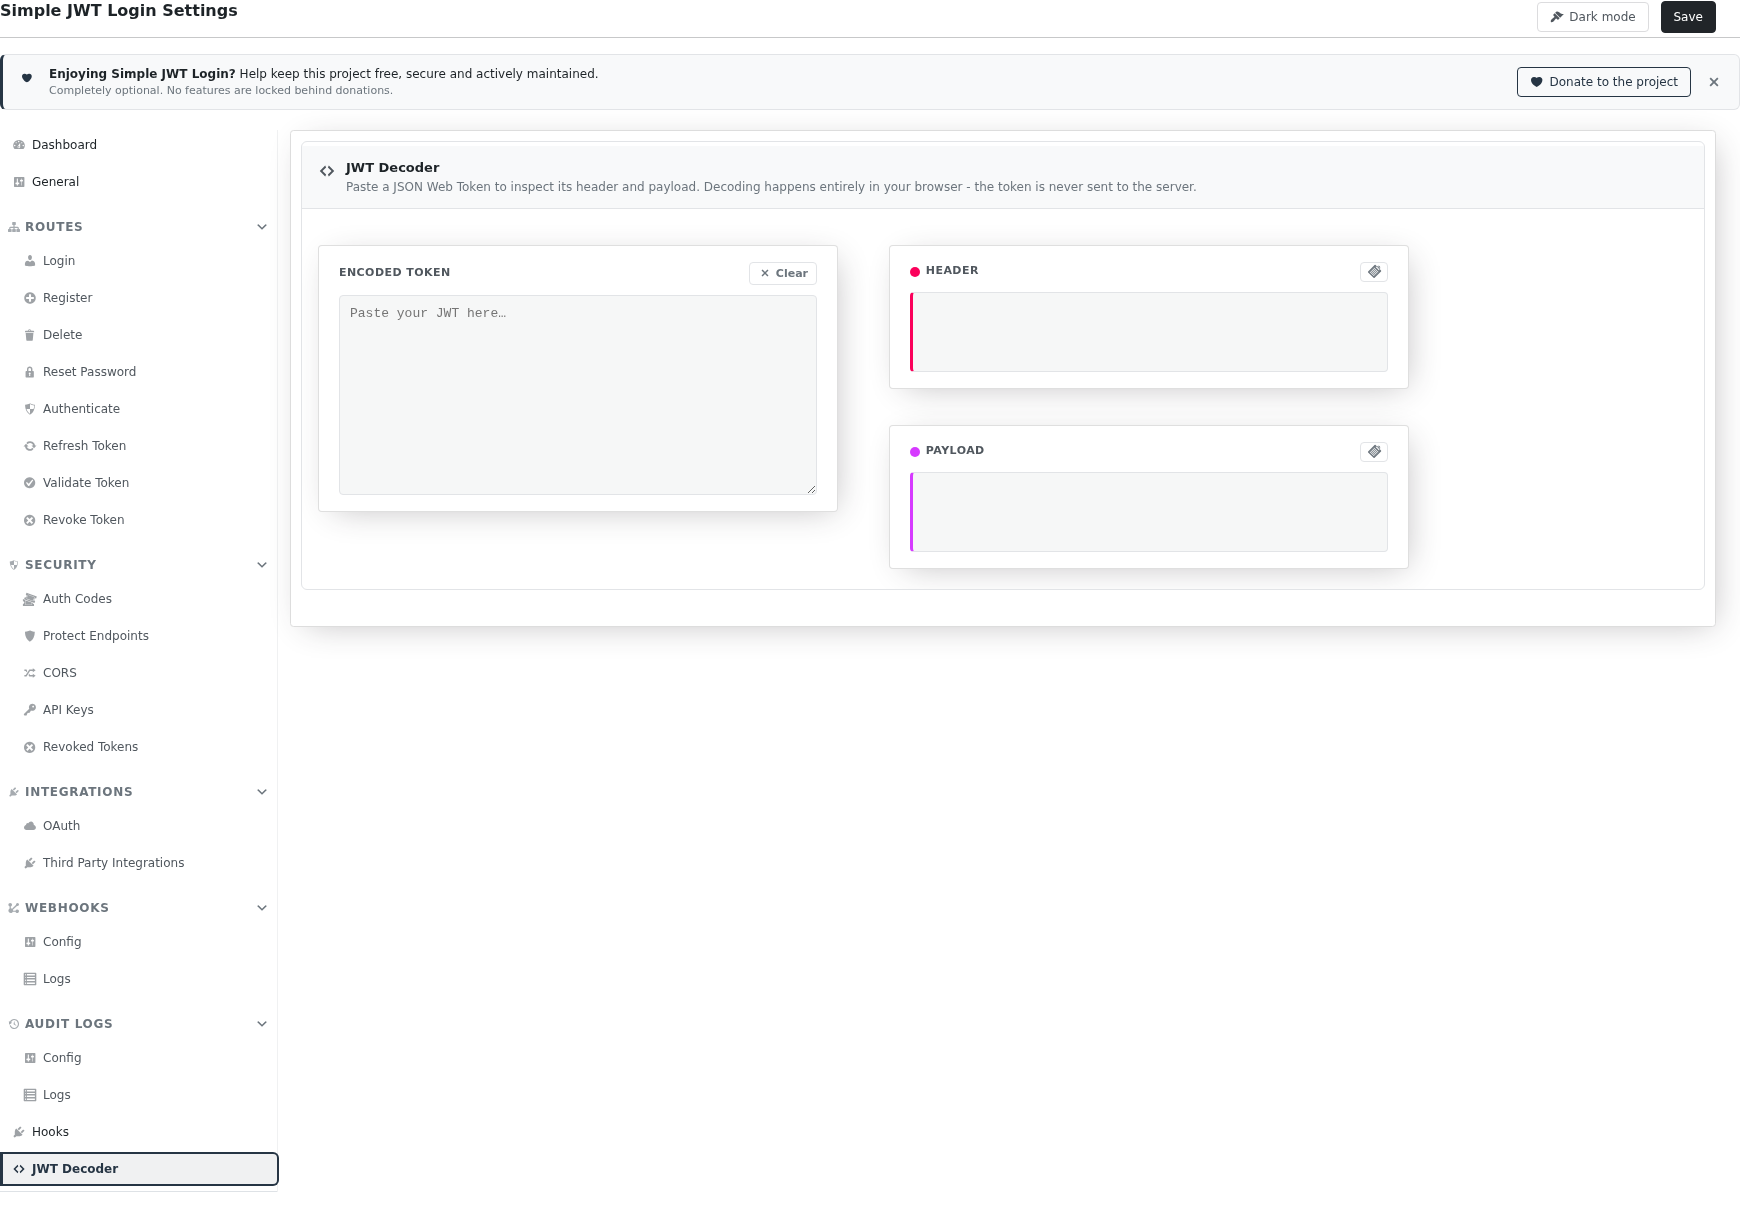 Simple JWT Login Settings
Dark mode
Save
Enjoying Simple JWT Login? Help keep this project free, secure and actively maintained.
Completely optional. No features are locked behind donations.
Donate to the project
Dashboard
General
ROUTES
Login
Register
Delete
Reset Password
Authenticate
Refresh Token
Validate Token
Revoke Token
SECURITY
Auth Codes
Protect Endpoints
CORS
API Keys
Revoked Tokens
INTEGRATIONS
OAuth
Third Party Integrations
WEBHOOKS
Config
Logs
AUDIT LOGS
Config
Logs
Hooks
JWT Decoder
JWT Decoder
Paste a JSON Web Token to inspect its header and payload. Decoding happens entirely in your browser - the token is never sent to the server.
ENCODED TOKEN
Clear
Paste your JWT here…
HEADER
PAYLOAD